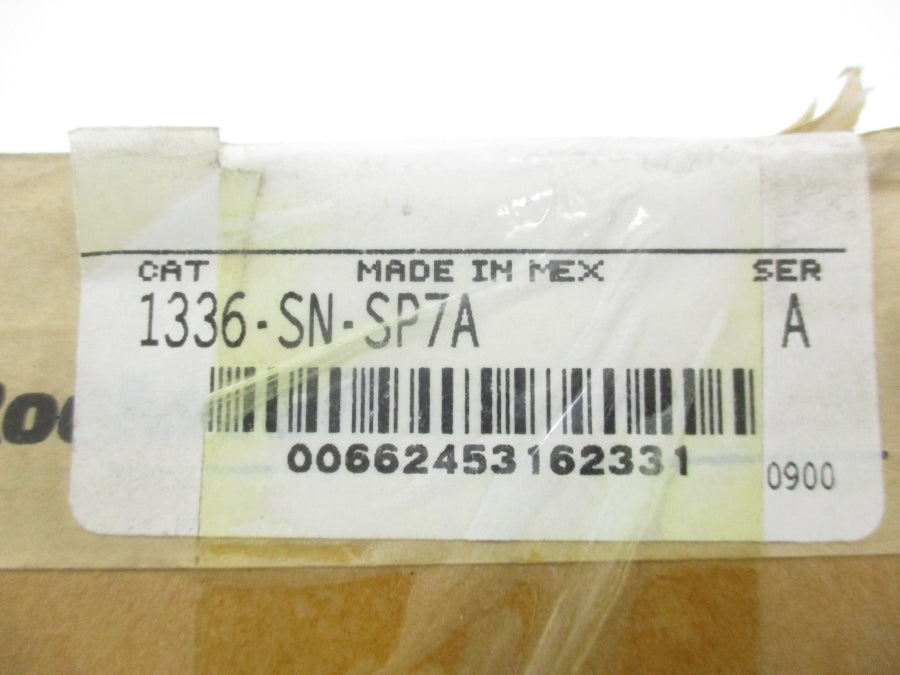 CAT MADE IN MEX SER
1336-SN-SP7A A
00662453162331
0900